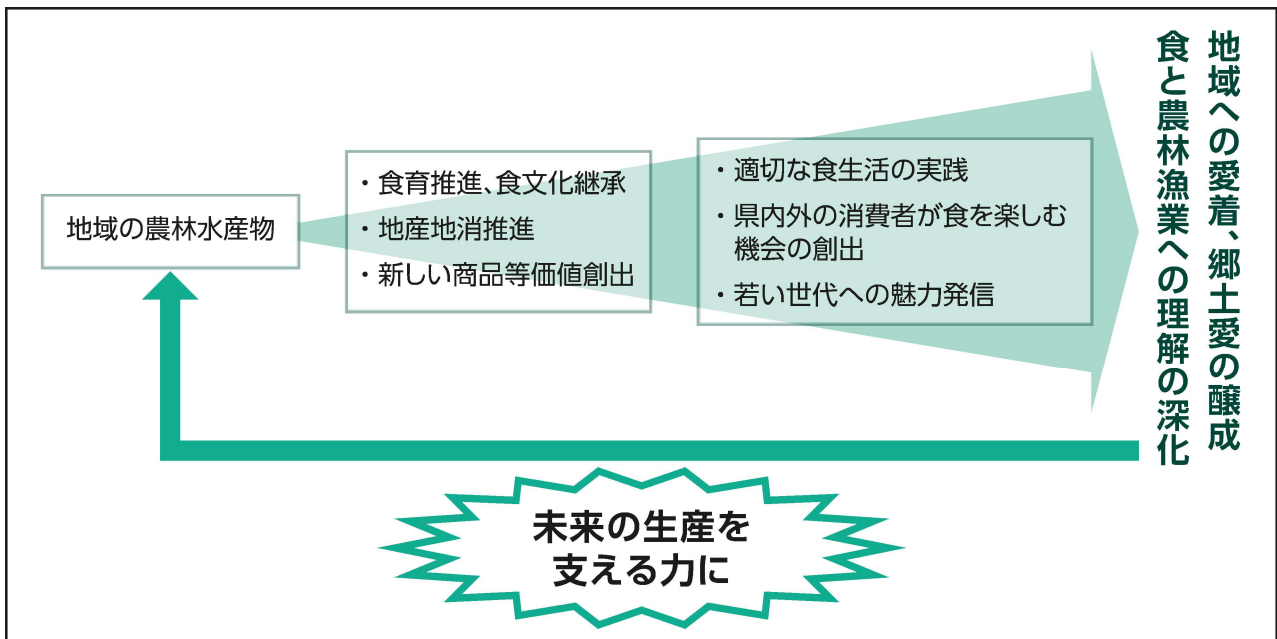 地域の農林水産物
・食育推進、食文化継承
・地産地消推進
・新しい商品等価値創出
・適切な食生活の実践
・県内外の消費者が食を楽しむ
機会の創出
・若い世代への魅力発信
地域への愛着、郷土愛の醸成
食と農林漁業への理解の深化
未来の生産を
支える力に